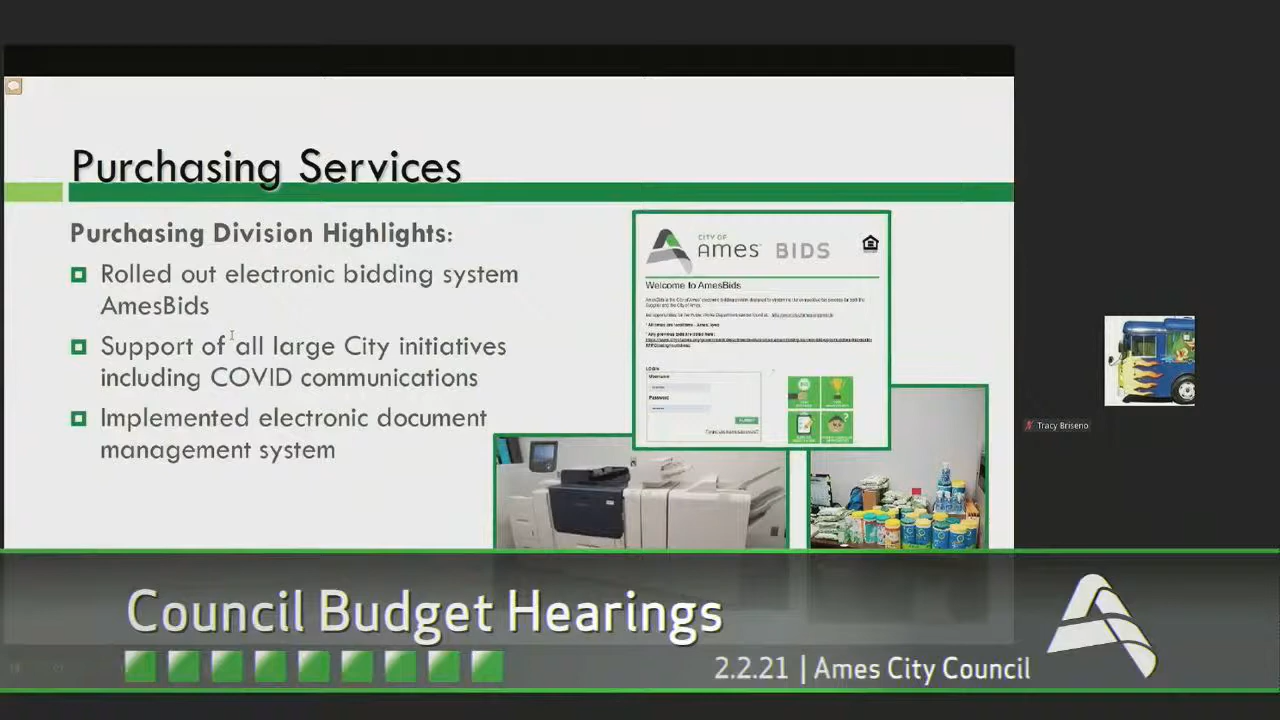 Purchasing Services
Purchasing Division Highlights:
Rolled out electronic bidding system
AmesBids
Support of all large City initiatives
including COVID communications
Implemented electronic document
management system
CITY OF
Ames BIDS
Welcome to AmesBids
LOGIN
Username
Password
Tracy Briseno
Council Budget Hearings
2.2.21 | Ames City Council